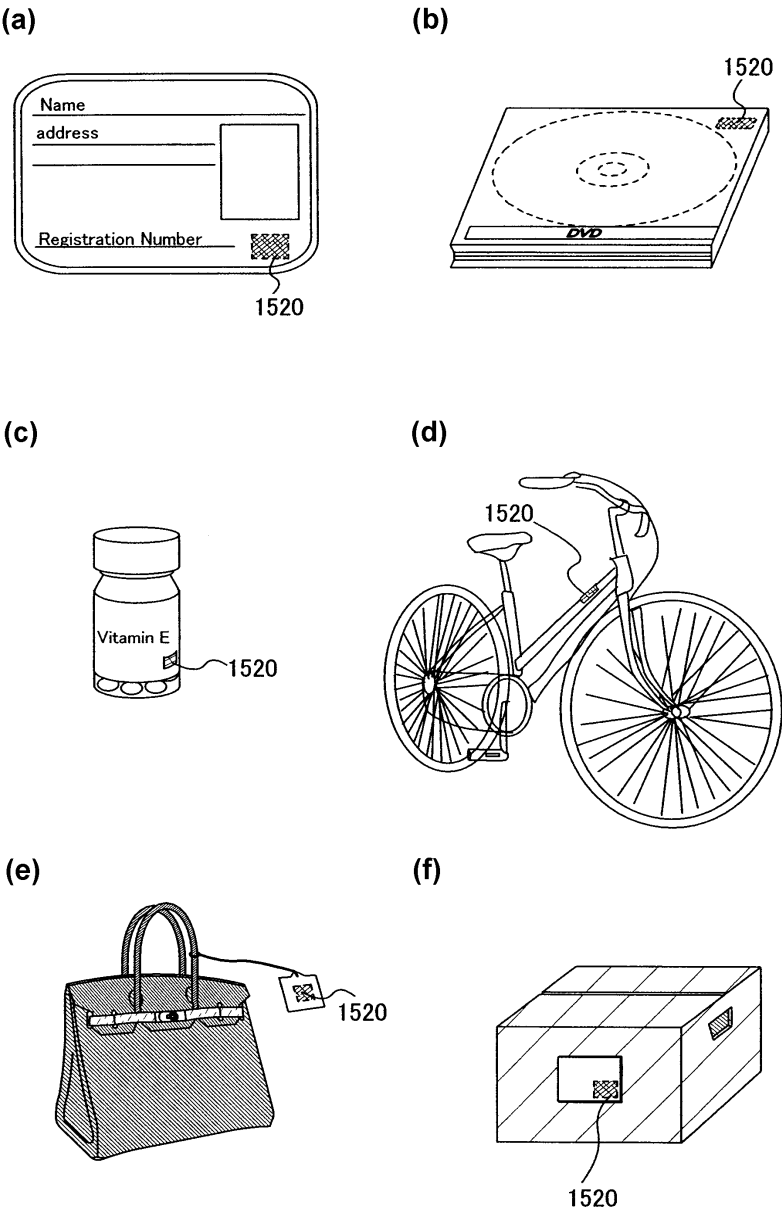 (a)
Name
address
Registration Number
1520
(b)
1520
DVD
(c)
Vitamin E
1520
(d)
1520
(e)
1520
(f)
1520